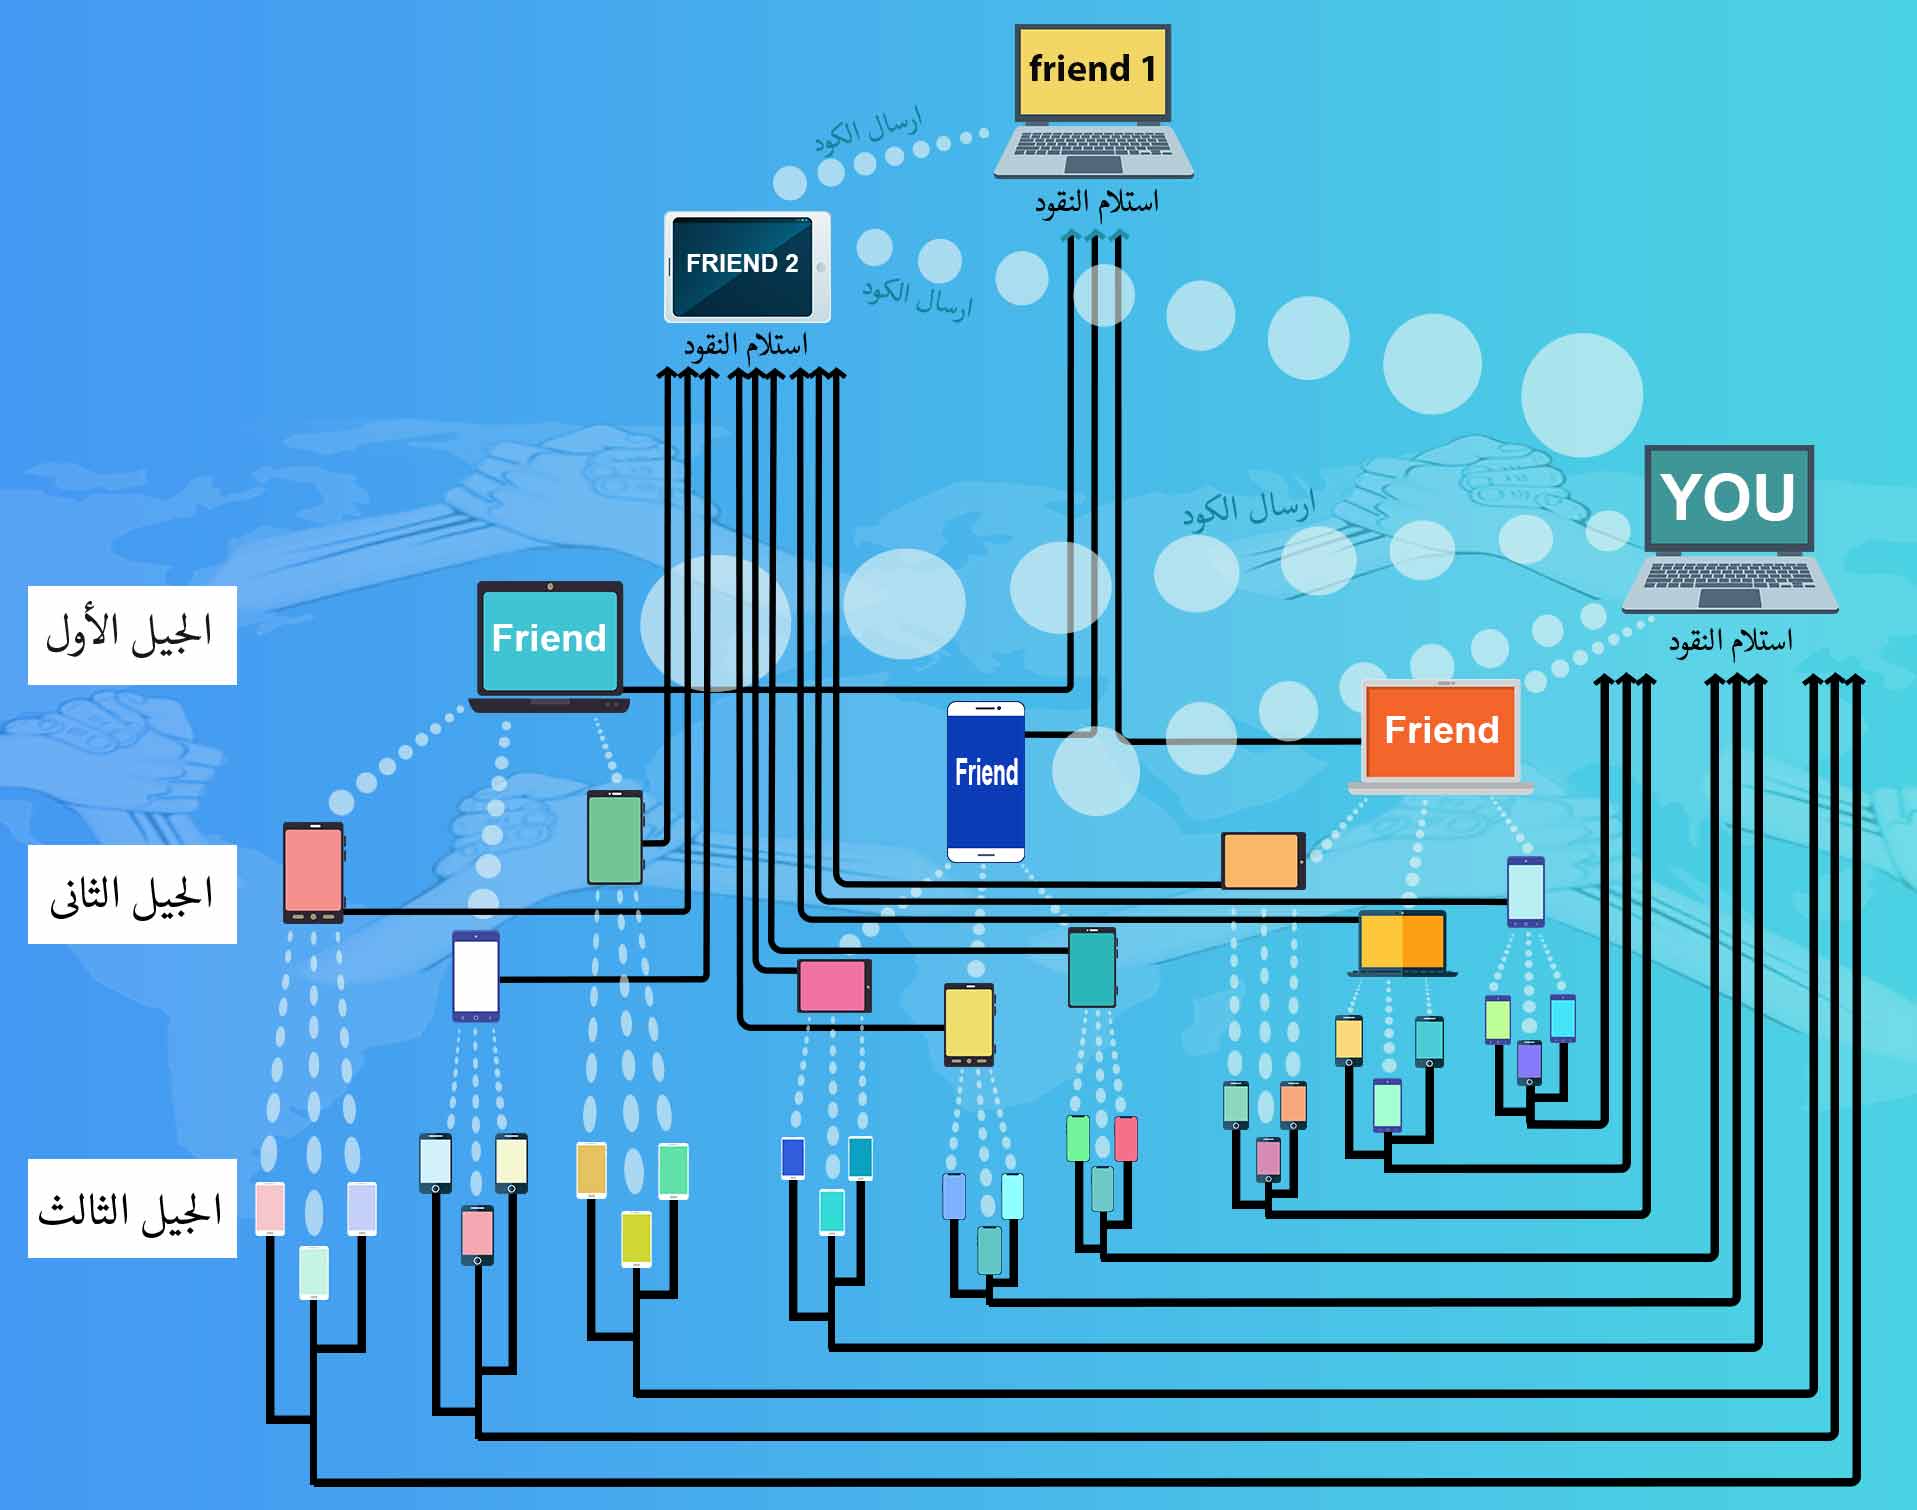 friend 1
ارسال الكود
استلام النقود
FRIEND 2
ارسال الكود
استلام النقود
YOU
ارسال الكود
استلام النقود
الجيل الأول
Friend
Friend
Friend
الجيل الثانى
الجيل الثالث